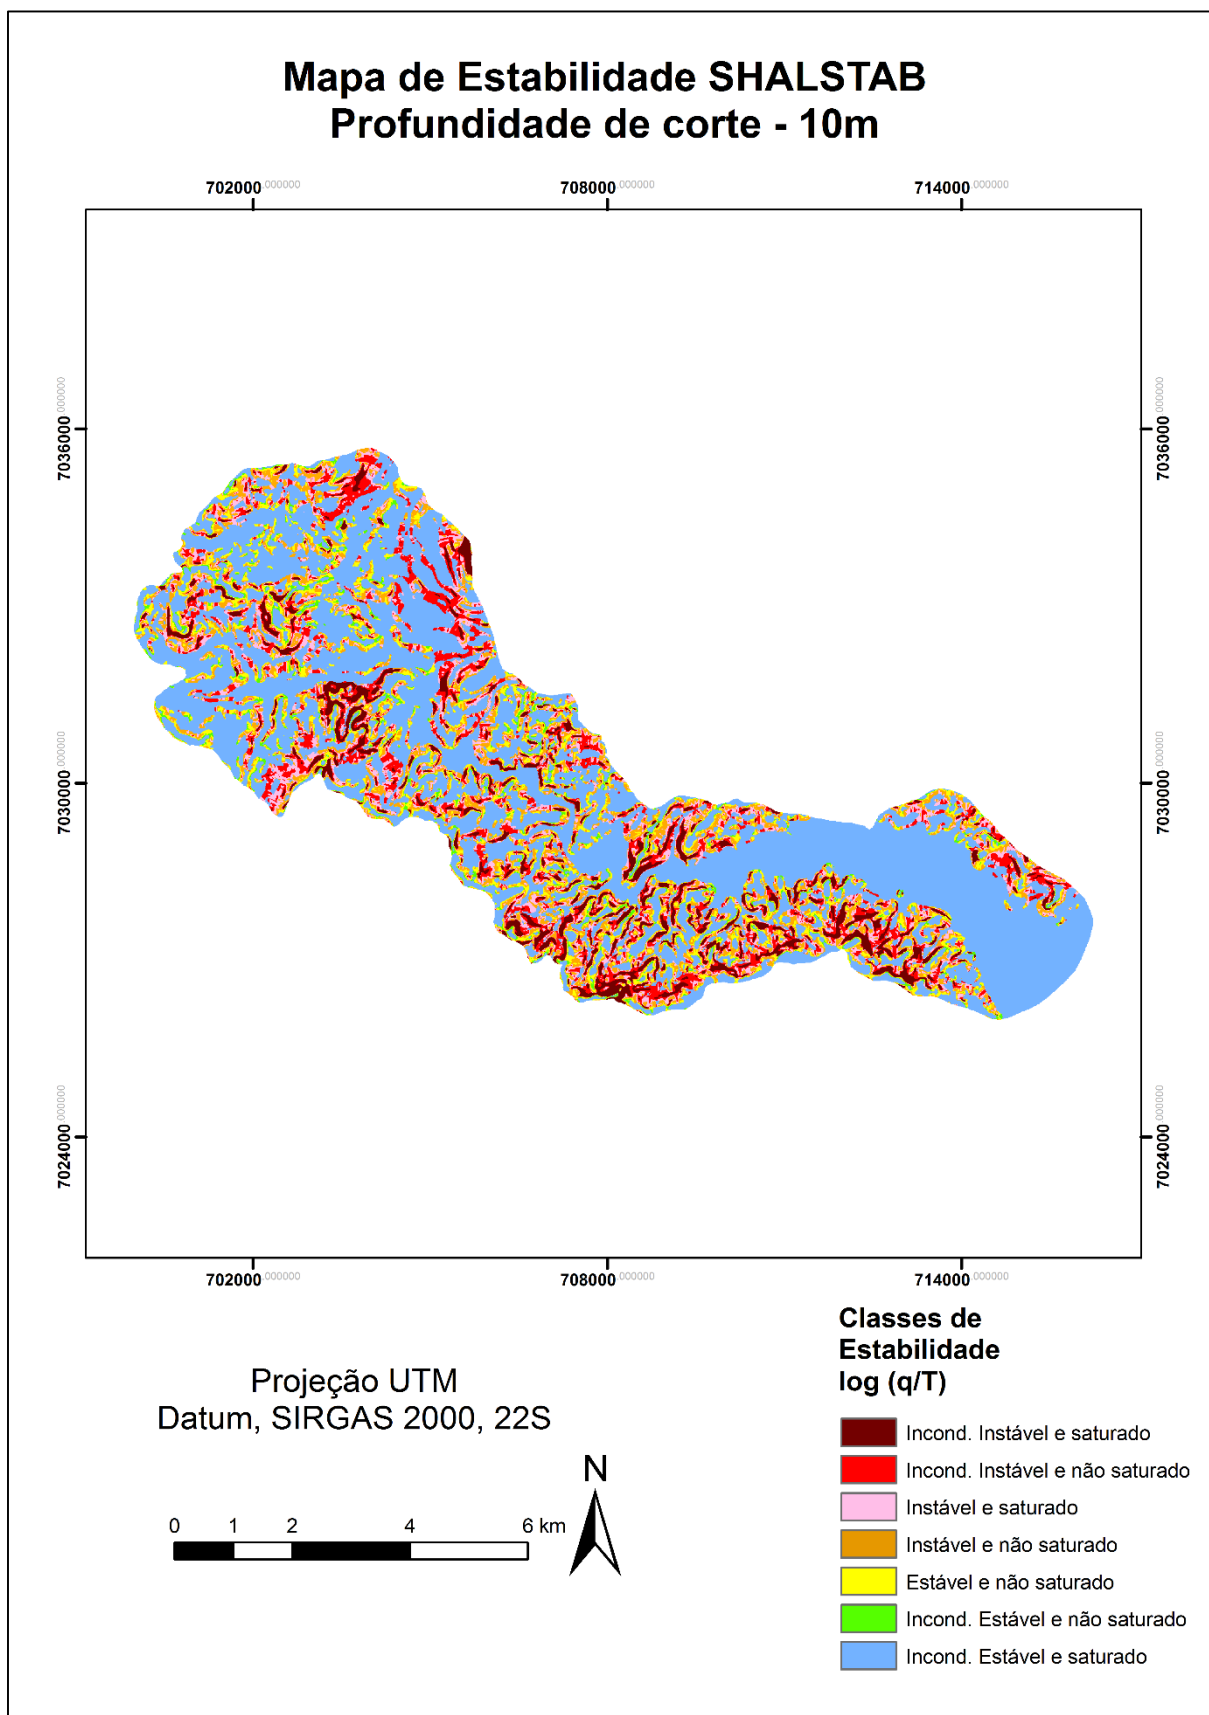 Mapa de Estabilidade SHALSTAB
Profundidade de corte - 10m
702000.000000 708000.000000 714000.000000
7036000.000000 7036000.000000
7030000.000000 7030000.000000
7024000.000000 7024000.000000
702000.000000 708000.000000 714000.000000
Projeção UTM
Datum, SIRGAS 2000, 22S
N
0 1 2 4 6 km
Classes de
Estabilidade
log (q/T)
Incond. Instável e saturado
Incond. Instável e não saturado
Instável e saturado
Instável e não saturado
Estável e não saturado
Incond. Estável e não saturado
Incond. Estável e saturado